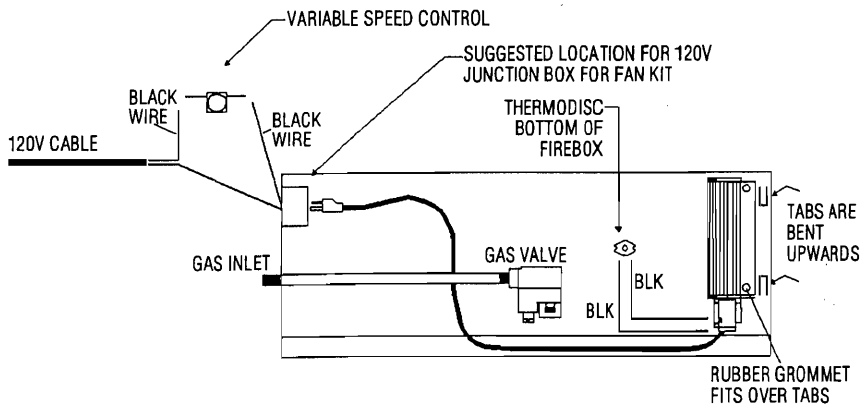 VARIABLE SPEED CONTROL
SUGGESTED LOCATION FOR 120V
JUNCTION BOX FOR FAN KIT
BLACK
WIRE
BLACK
WIRE
THERMODISC
BOTTOM OF
FIREBOX
120V CABLE
TABS ARE
BENT
UPWARDS
GAS INLET
GAS VALVE
BLK
BLK
RUBBER GROMMET
FITS OVER TABS